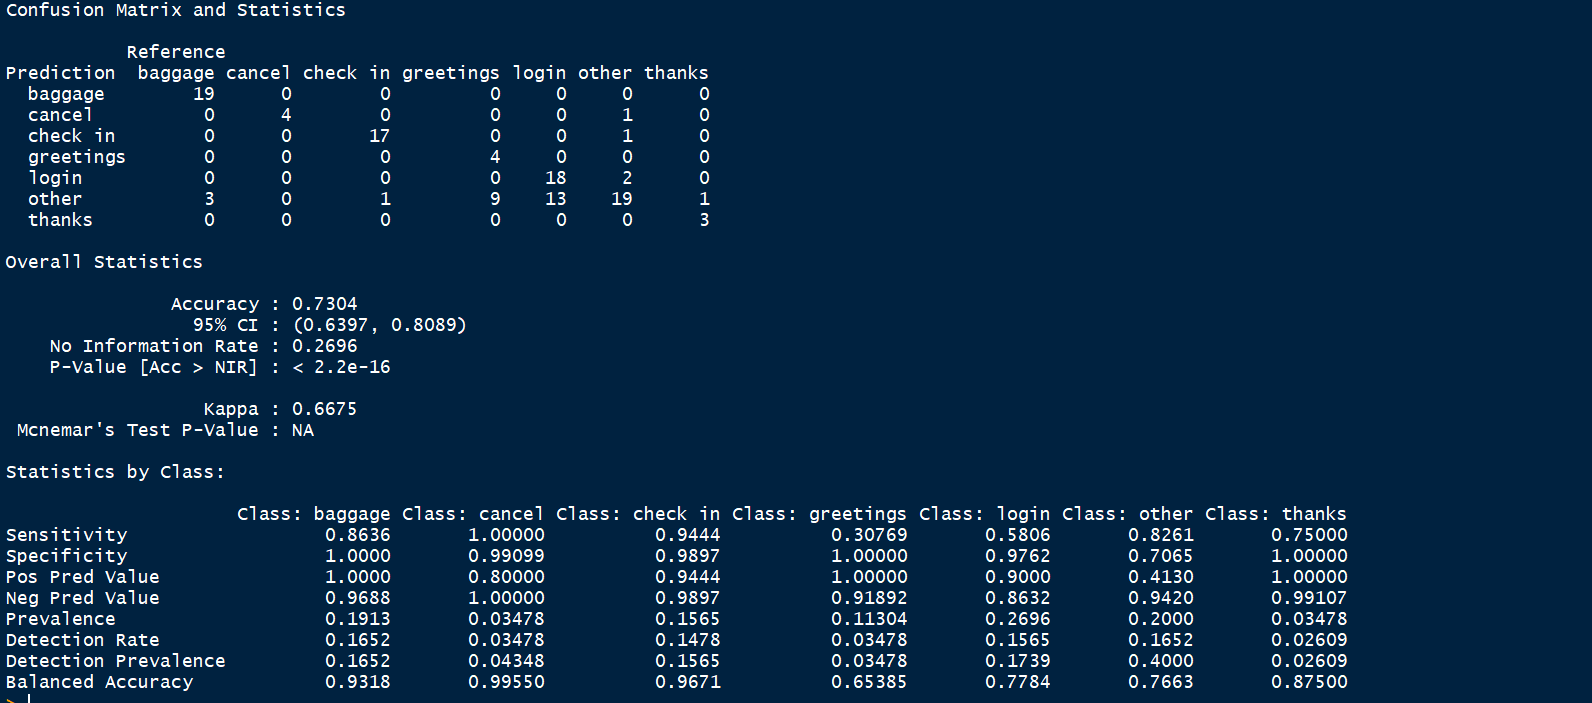 Confusion Matrix and Statistics
Reference
Prediction baggage cancel check in greetings login other thanks
baggage 19 0 0 0 0 0 0
cancel 0 4 0 0 0 1 0
check in 0 0 17 0 0 1 0
greetings 0 0 0 4 0 0 0
login 0 0 0 0 18 2 0
other 3 0 1 9 13 19 1
thanks 0 0 0 0 0 0 3
Overall Statistics
Accuracy : 0.7304
95% CI : (0.6397, 0.8089)
No Information Rate : 0.2696
P-Value [Acc > NIR] : < 2.2e-16
Kappa : 0.6675
Mcnemar's Test P-Value : NA
Statistics by Class:
Class: baggage Class: cancel Class: check in Class: greetings Class: login Class: other Class: thanks
Sensitivity 0.8636 1.00000 0.9444 0.30769 0.5806 0.8261 0.75000
Specificity 1.0000 0.99099 0.9897 1.00000 0.9762 0.7065 1.00000
Pos Pred Value 1.0000 0.80000 0.9444 1.00000 0.9000 0.4130 1.00000
Neg Pred Value 0.9688 1.00000 0.9897 0.91892 0.8632 0.9420 0.99107
Prevalence 0.1913 0.03478 0.1565 0.11304 0.2696 0.2000 0.03478
Detection Rate 0.1652 0.03478 0.1478 0.03478 0.1565 0.1652 0.02609
Detection Prevalence 0.1652 0.04348 0.1565 0.03478 0.1739 0.4000 0.02609
Balanced Accuracy 0.9318 0.99550 0.9671 0.65385 0.7784 0.7663 0.87500
>